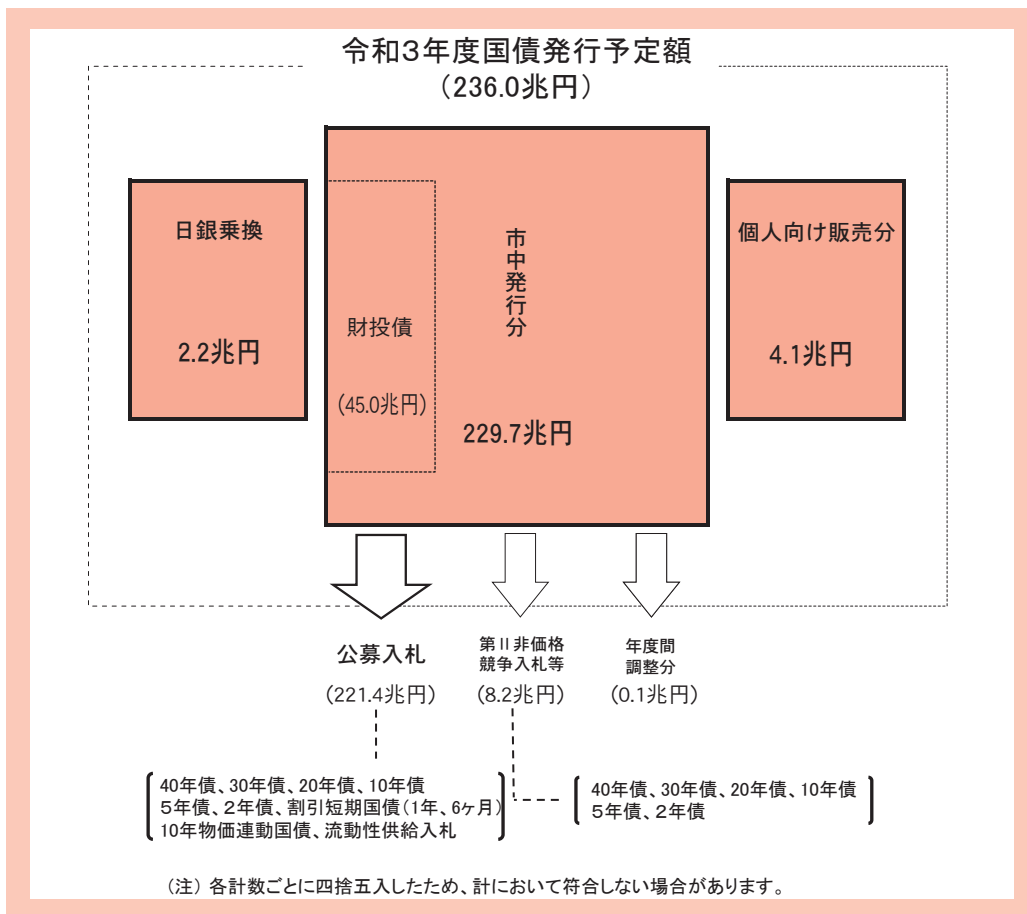 令和3年度国債発行予定額
（236.0兆円）
日銀乗換
2.2兆円
財投債
(45.0兆円)
市中発行分
229.7兆円
個人向け販売分
4.1兆円
公募入札
(221.4兆円)
第Ⅱ非価格
競争入札等
(8.2兆円)
年度間
調整分
(0.1兆円)
40年債、30年債、20年債、10年債
5年債、2年債、割引短期国債(1年、6ヶ月)
10年物価連動国債、流動性供給入札
40年債、30年債、20年債、10年債
5年債、2年債
（注） 各計数ごとに四捨五入したため、計において符合しない場合があります。